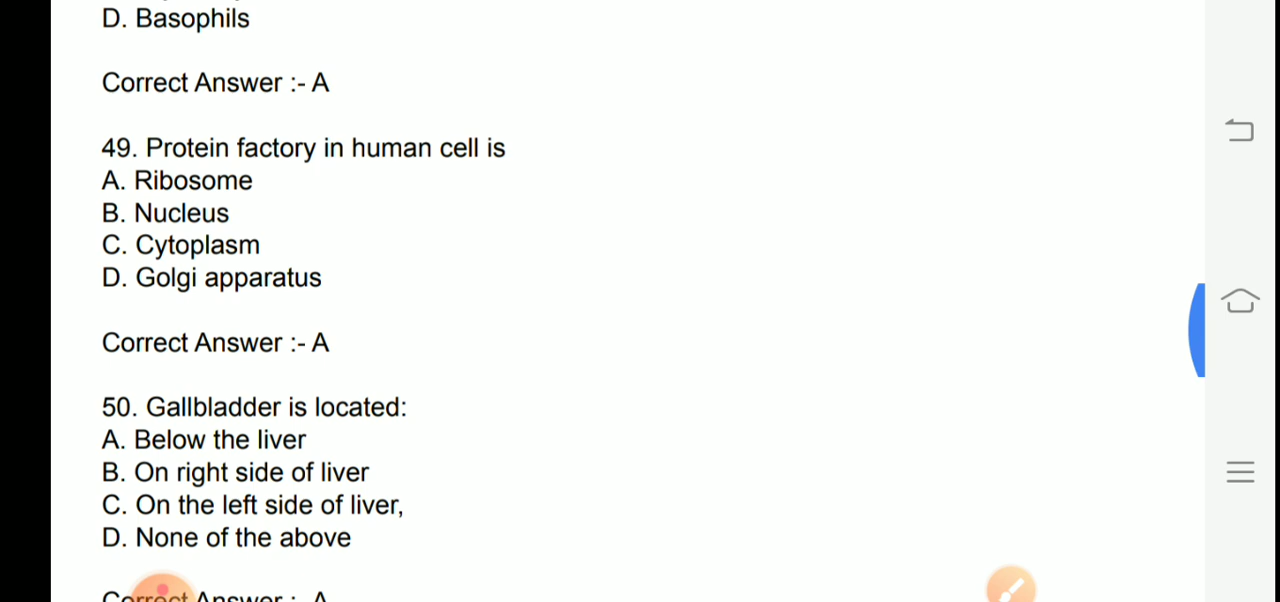 D. Basophils
Correct Answer :- A
49. Protein factory in human cell is
A. Ribosome
B. Nucleus
C. Cytoplasm
D. Golgi apparatus
Correct Answer :- A
50. Gallbladder is located:
A. Below the liver
B. On right side of liver
C. On the left side of liver,
D. None of the above
Correct Answer :- A